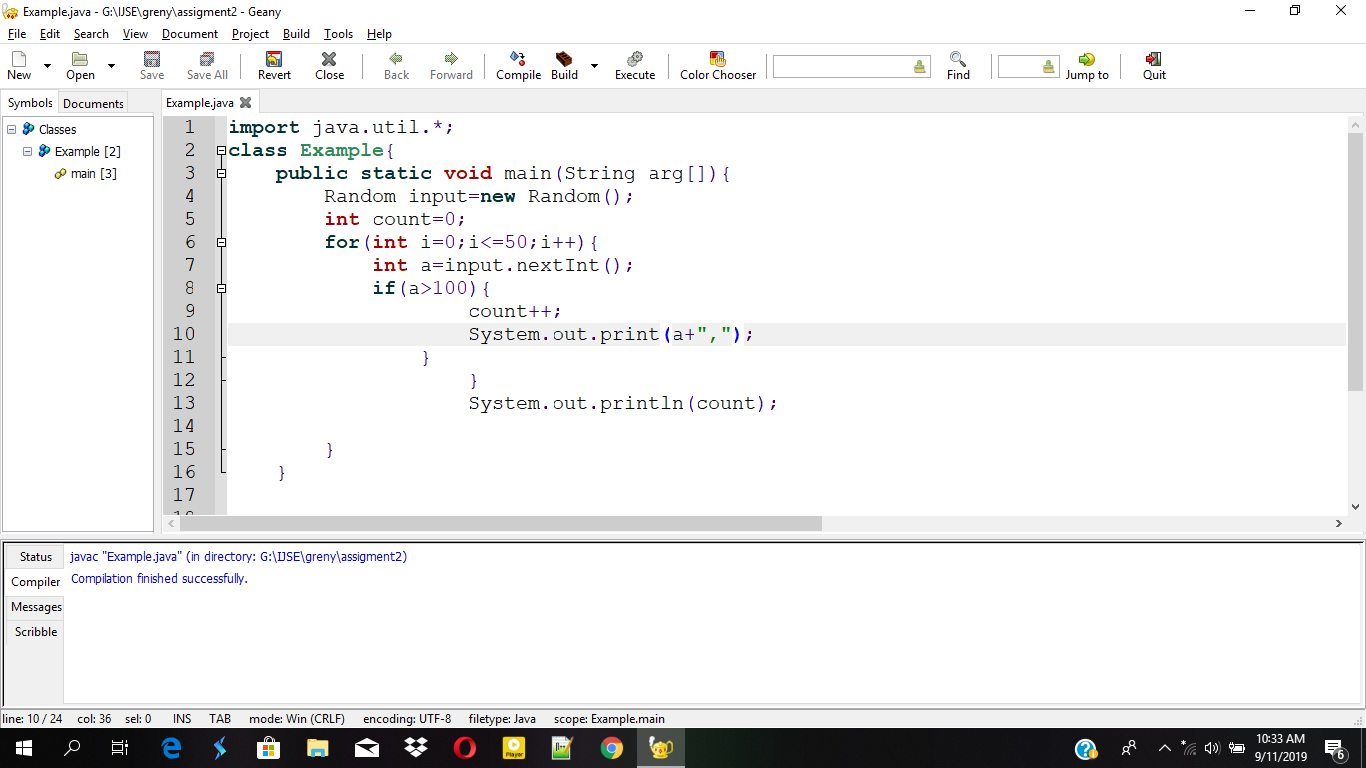 Example.java - G:\IJSE\greny\assigment2 - Geany
File Edit Search View Document Project Build Tools Help
New Open Save Save All Revert Close Back Forward Compile Build Execute Color Chooser Find Jump to Quit
Symbols Documents Example.java
Classes
Example [2]
main [3]
1 import java.util.*;
2 class Example{
3 public static void main(String arg[]){
4 Random input=new Random();
5 int count=0;
6 for(int i=0;i<=50;i++){
7 int a=input.nextInt();
8 if(a>100){
9 count++;
10 System.out.print(a+",");
11 }
12 }
13 System.out.println(count);
14
15 }
16 }
17
Status
Compiler
Messages
Scribble
javac "Example.java" (in directory: G:\IJSE\greny\assigment2)
Compilation finished successfully.
line: 10 / 24 col: 36 sel: 0 INS TAB mode: Win (CRLF) encoding: UTF-8 filetype: Java scope: Example.main
Player
10:33 AM
9/11/2019
6